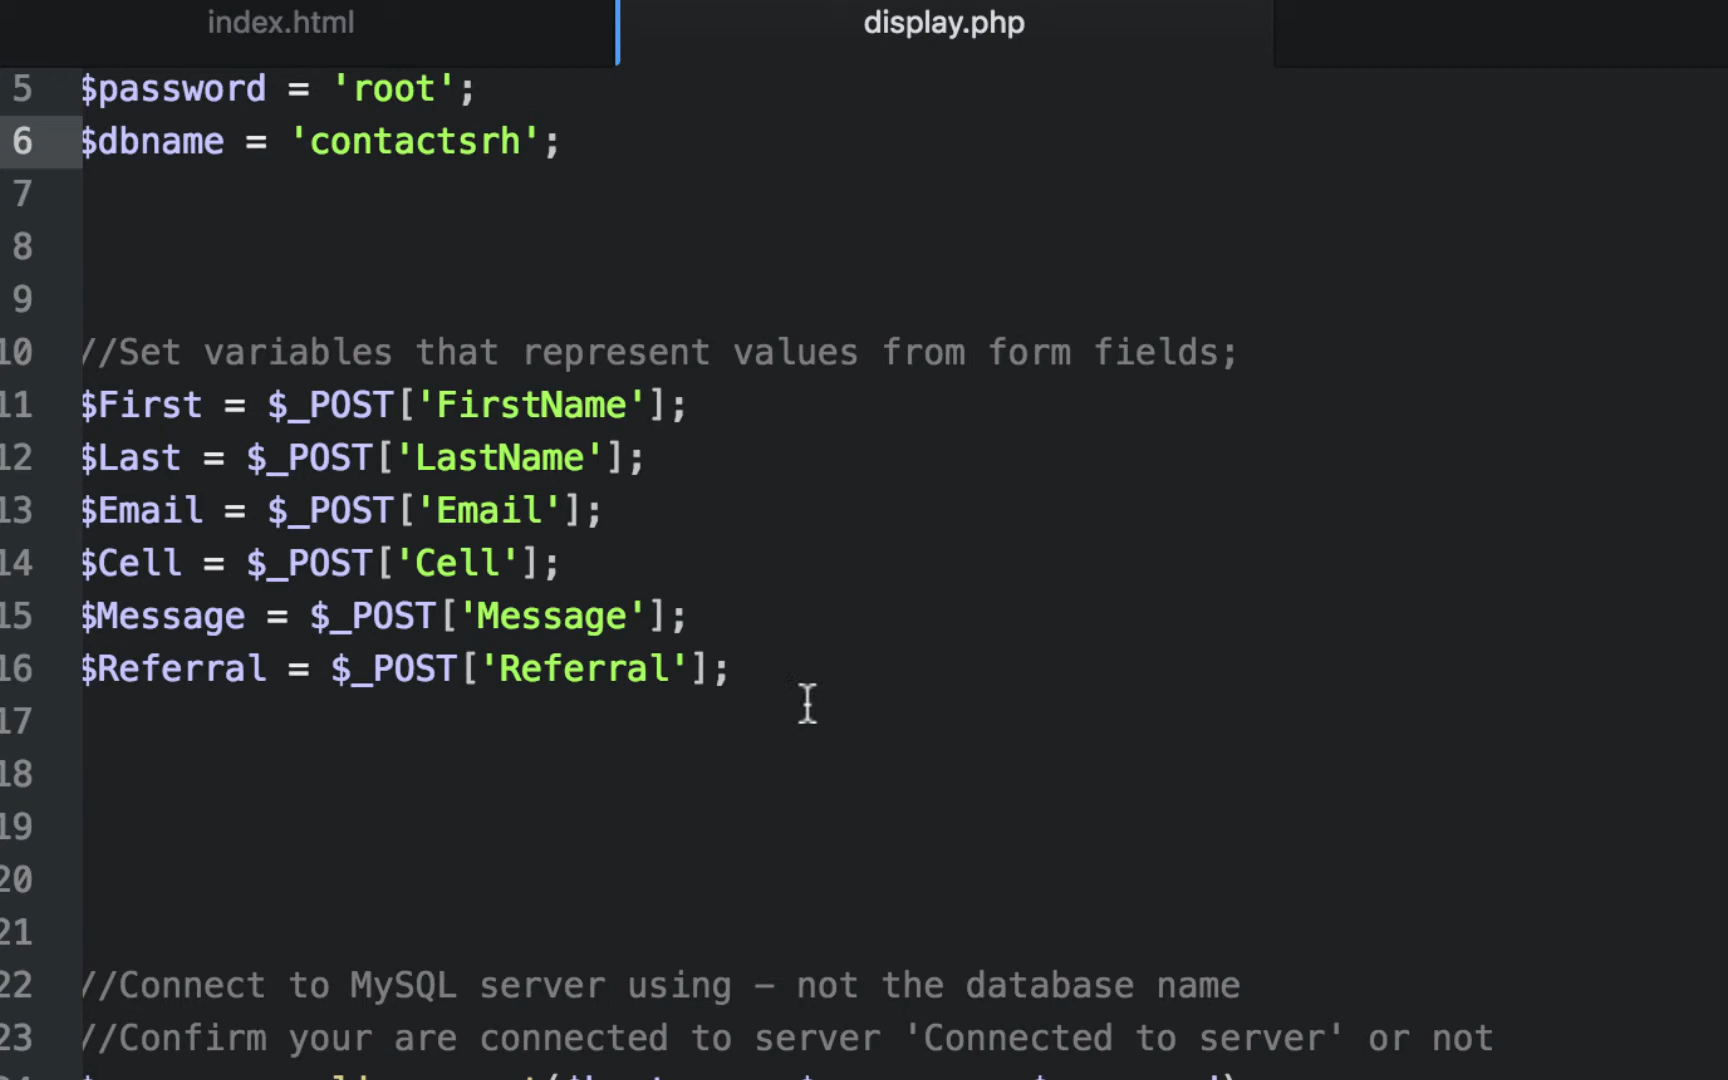 index.html
display.php
5 $password = 'root';
6 $dbname = 'contactsrh';
7
8
9
10 //Set variables that represent values from form fields;
11 $First = $_POST['FirstName'];
12 $Last = $_POST['LastName'];
13 $Email = $_POST['Email'];
14 $Cell = $_POST['Cell'];
15 $Message = $_POST['Message'];
16 $Referral = $_POST['Referral'];
17
18
19
20
21
22 //Connect to MySQL server using – not the database name
23 //Confirm your are connected to server 'Connected to server' or not